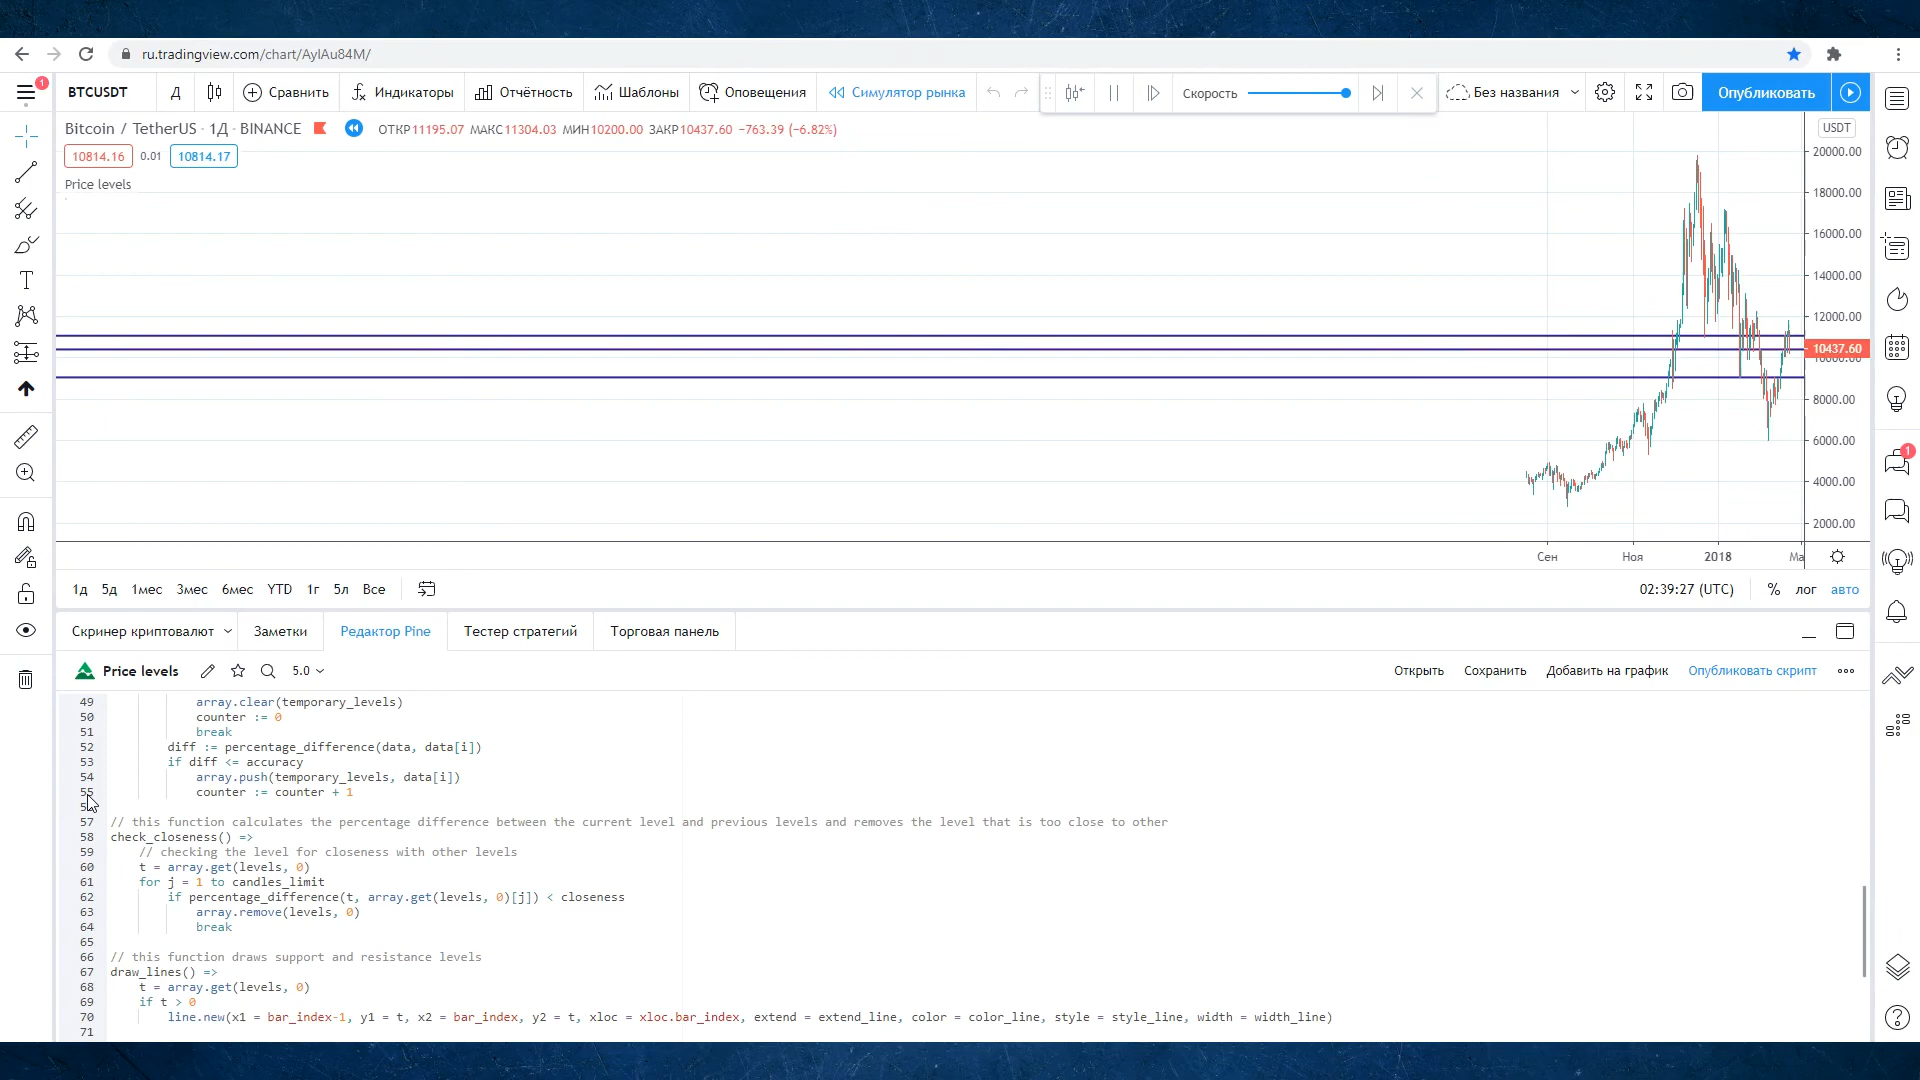 ru.tradingview.com/chart/AyIAu84M/
1
BTCUSDT
Д
Сравнить
Индикаторы
Отчётность
Шаблоны
Оповещения
Симулятор рынка
Скорость
Без названия
Опубликовать
Bitcoin / TetherUS · 1Д · BINANCE
ОТКР11195.07 МАКС11304.03 МИН10200.00 ЗАКР10437.60 −763.39 (−6.82%)
USDT
10814.16 0.01 10814.17
Price levels
20000.00
18000.00
16000.00
14000.00
12000.00
10437.60
10000.00
8000.00
6000.00
4000.00
2000.00
1
Сен
Ноя
2018
Ма
1д 5д 1мес 3мес 6мес YTD 1г 5л Все
02:39:27 (UTC)
% лог авто
Скринер криптовалют
Заметки
Редактор Pine
Тестер стратегий
Торговая панель
Price levels
5.0
Открыть
Сохранить
Добавить на график
Опубликовать скрипт
49 array.clear(temporary_levels)
50 counter := 0
51 break
52 diff := percentage_difference(data, data[i])
53 if diff <= accuracy
54 array.push(temporary_levels, data[i])
55 counter := counter + 1
57 // this function calculates the percentage difference between the current level and previous levels and removes the level that is too close to other
58 check_closeness() =>
59 // checking the level for closeness with other levels
60 t = array.get(levels, 0)
61 for j = 1 to candles_limit
62 if percentage_difference(t, array.get(levels, 0)[j]) < closeness
63 array.remove(levels, 0)
64 break
65
66 // this function draws support and resistance levels
67 draw_lines() =>
68 t = array.get(levels, 0)
69 if t > 0
70 line.new(x1 = bar_index-1, y1 = t, x2 = bar_index, y2 = t, xloc = xloc.bar_index, extend = extend_line, color = color_line, style = style_line, width = width_line)
71